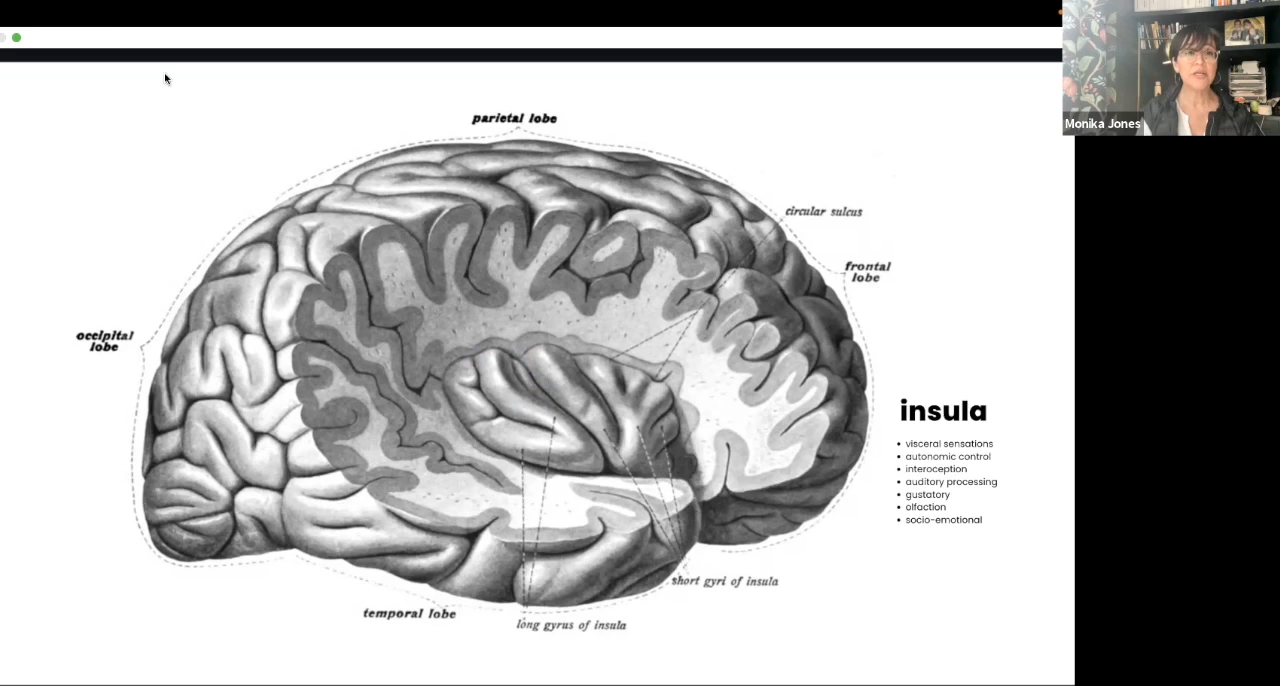 Monika Jones
parietal lobe
circular sulcus
frontal
lobe
occipital
lobe
insula
• visceral sensations
• autonomic control
• interoception
• auditory processing
• gustatory
• olfaction
• socio-emotional
short gyri of insula
temporal lobe
long gyrus of insula